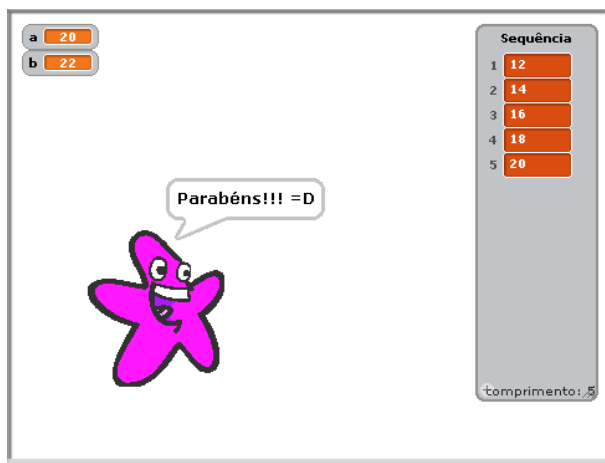 a 20
b 22
Sequência
1 12
2 14
3 16
4 18
5 20
Parabéns!!! =D
comprimento: 5